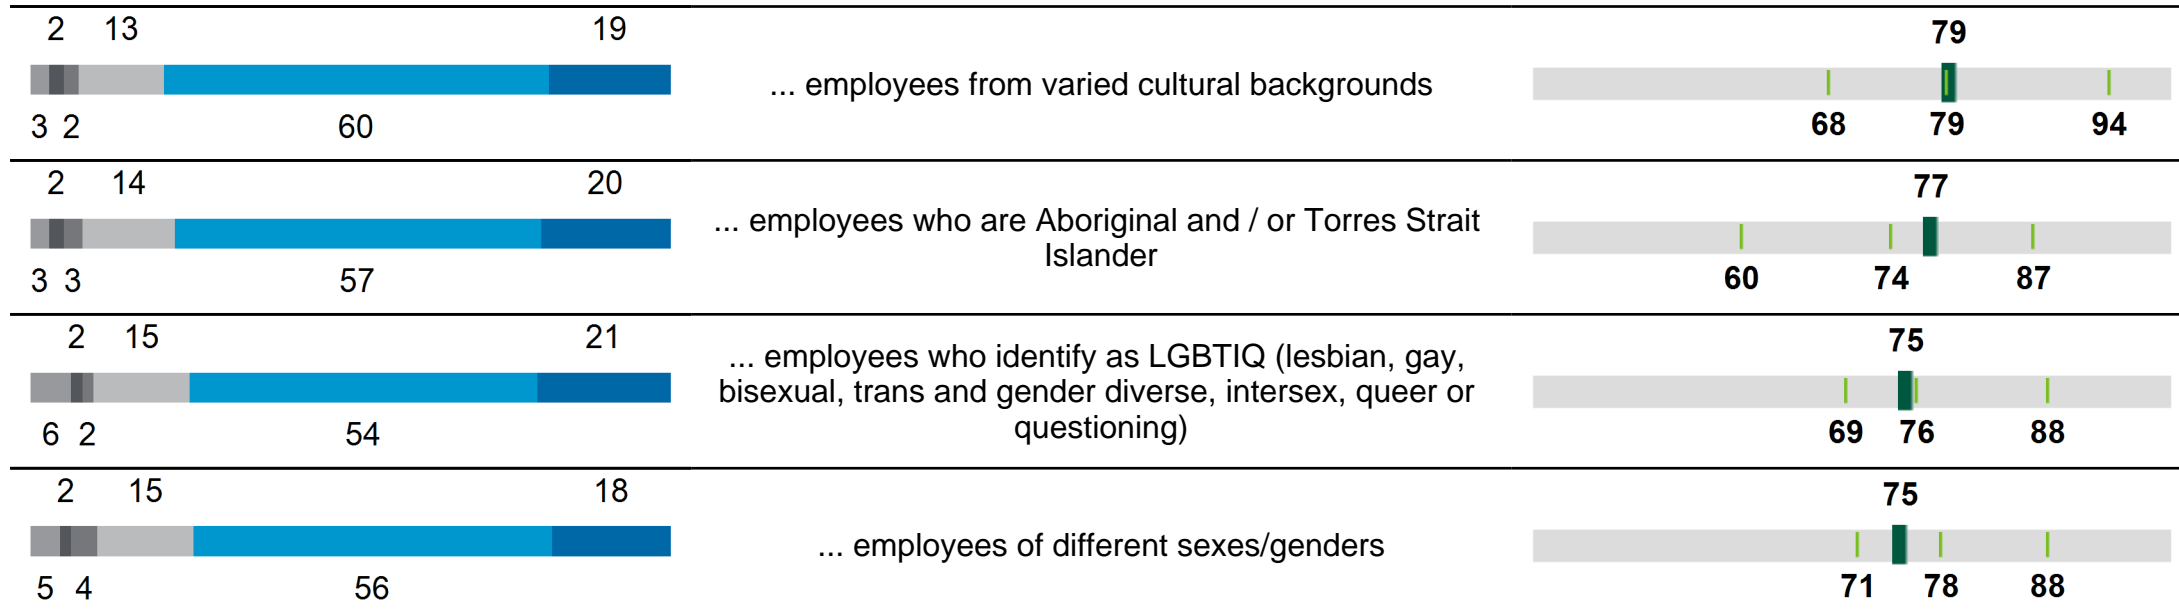 2 13 19
3 2 60
... employees from varied cultural backgrounds
79
68 79 94
2 14 20
3 3 57
... employees who are Aboriginal and / or Torres Strait
Islander
77
60 74 87
2 15 21
6 2 54
... employees who identify as LGBTIQ (lesbian, gay,
bisexual, trans and gender diverse, intersex, queer or
questioning)
75
69 76 88
2 15 18
5 4 56
... employees of different sexes/genders
75
71 78 88